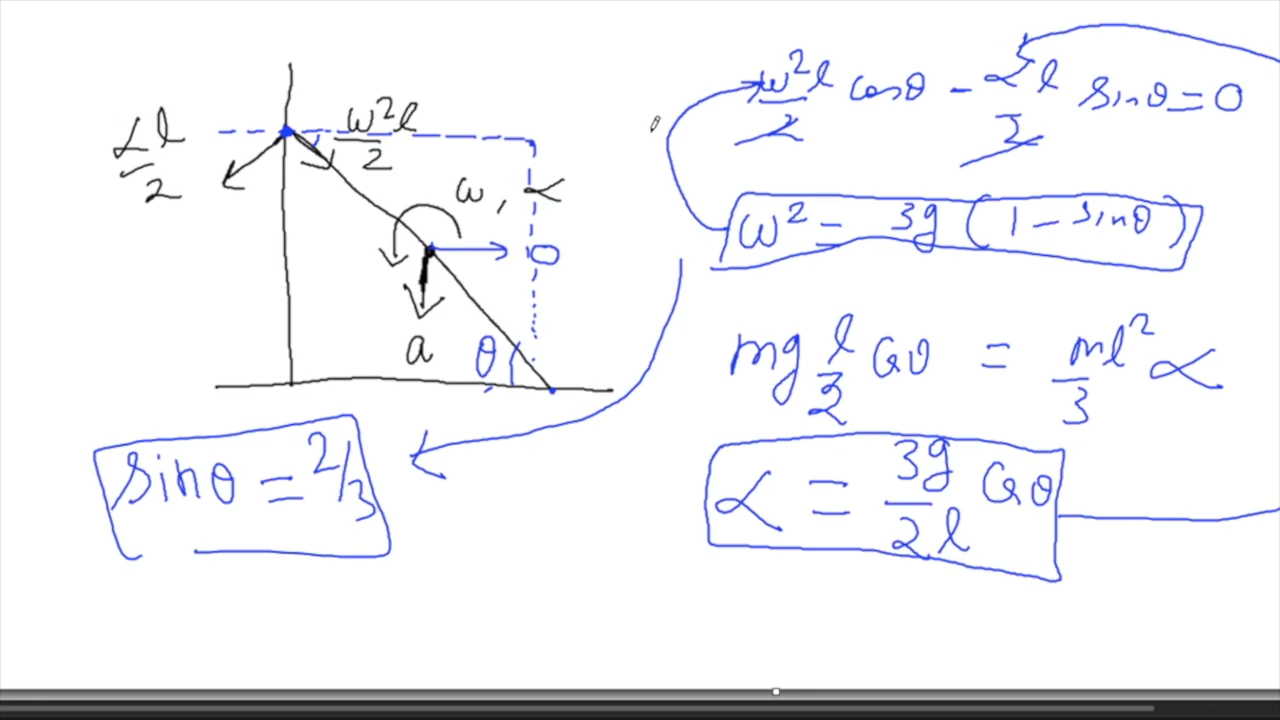 αl/2
ω²l/2
ω, α
0
a
θ
sinθ = 2/3
ω²l/2 cosθ - αl/2 sinθ = 0
ω² = 3g (1 - sinθ)
mg l/2 Cosθ = ml²/3 α
α = 3g/2l Cosθ